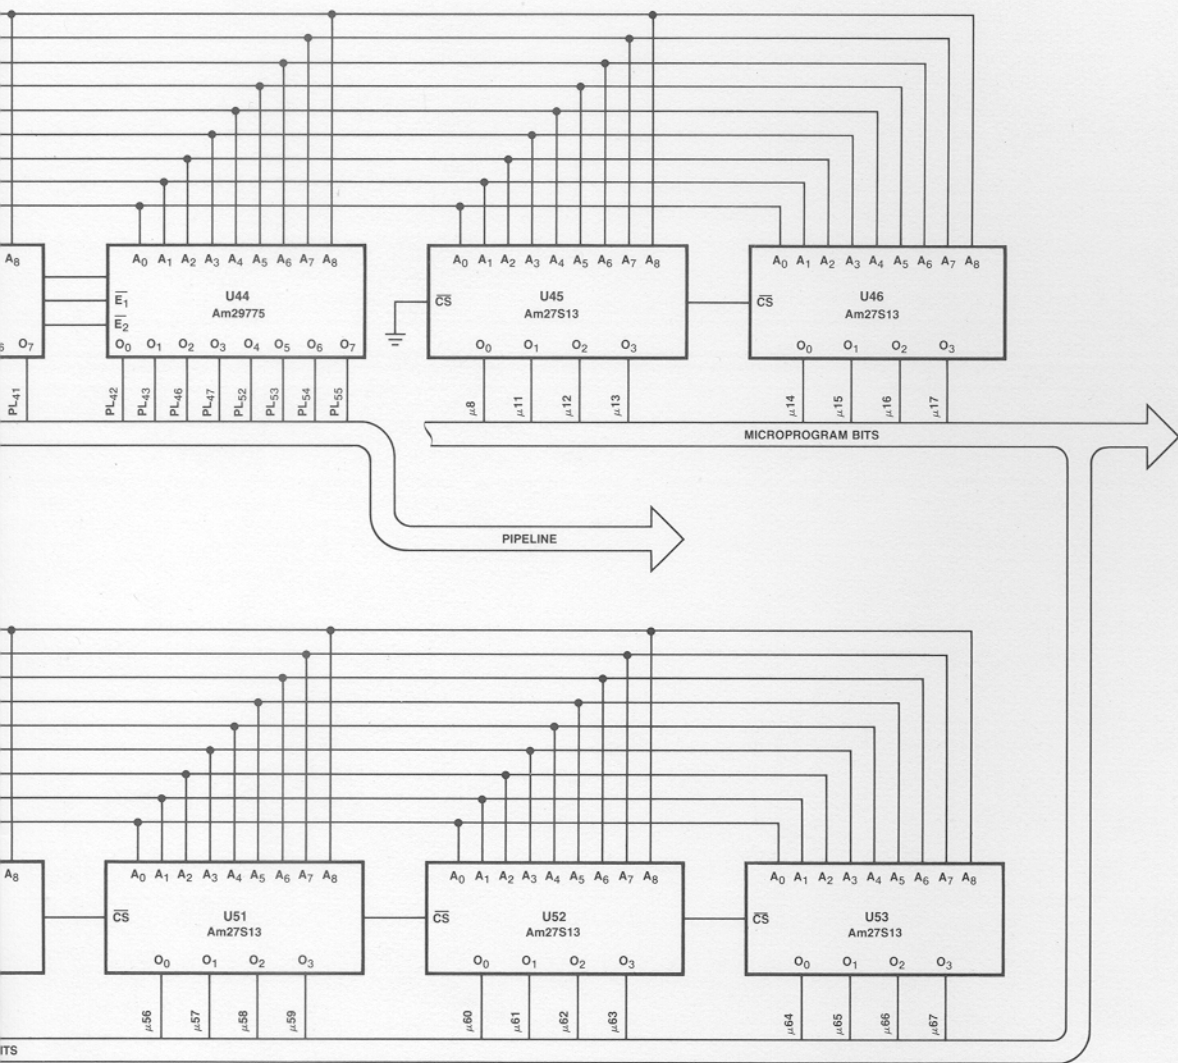 A8
A0 A1 A2 A3 A4 A5 A6 A7 A8
A0 A1 A2 A3 A4 A5 A6 A7 A8
A0 A1 A2 A3 A4 A5 A6 A7 A8
E1
E2
U44
Am29775
CS
U45
Am27S13
CS
U46
Am27S13
6 O7
O0 O1 O2 O3 O4 O5 O6 O7
O0 O1 O2 O3
O0 O1 O2 O3
PL41
PL42
PL43
PL46
PL47
PL52
PL53
PL54
PL55
μ8
μ11
μ12
μ13
μ14
μ15
μ16
μ17
MICROPROGRAM BITS
PIPELINE
A8
A0 A1 A2 A3 A4 A5 A6 A7 A8
A0 A1 A2 A3 A4 A5 A6 A7 A8
A0 A1 A2 A3 A4 A5 A6 A7 A8
CS
U51
Am27S13
CS
U52
Am27S13
CS
U53
Am27S13
O0 O1 O2 O3
O0 O1 O2 O3
O0 O1 O2 O3
μ56
μ57
μ58
μ59
μ60
μ61
μ62
μ63
μ64
μ65
μ66
μ67
ITS